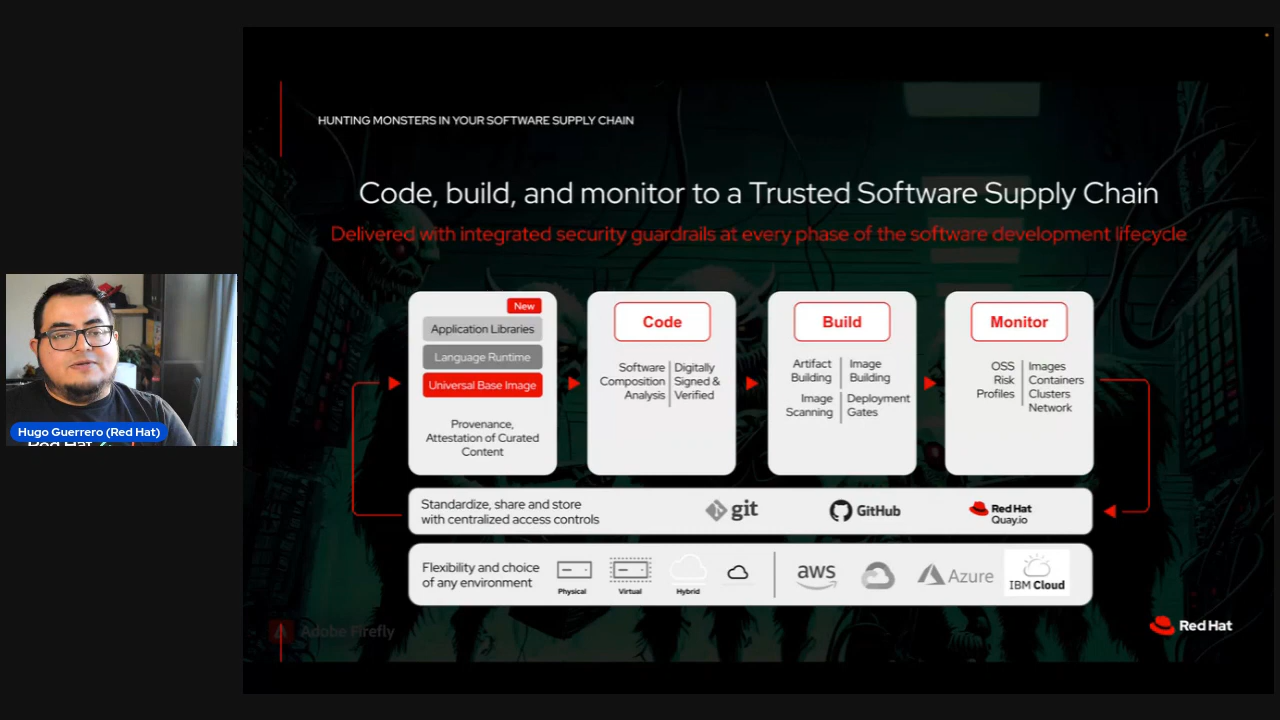 HUNTING MONSTERS IN YOUR SOFTWARE SUPPLY CHAIN
Code, build, and monitor to a Trusted Software Supply Chain
Delivered with integrated security guardrails at every phase of the software development lifecycle
New
Application Libraries
Language Runtime
Universal Base Image
Provenance,
Attestation of Curated
Content
Code
Software
Composition
Analysis
Digitally
Signed &
Verified
Build
Artifact
Building
Image
Building
Image
Scanning
Deployment
Gates
Monitor
OSS
Risk
Profiles
Images
Containers
Clusters
Network
Standardize, share and store
with centralized access controls
git
GitHub
Red Hat
Quay.io
Flexibility and choice
of any environment
Physical
Virtual
Hybrid
aws
Azure
IBM Cloud
Adobe Firefly
Red Hat
Hugo Guerrero (Red Hat)